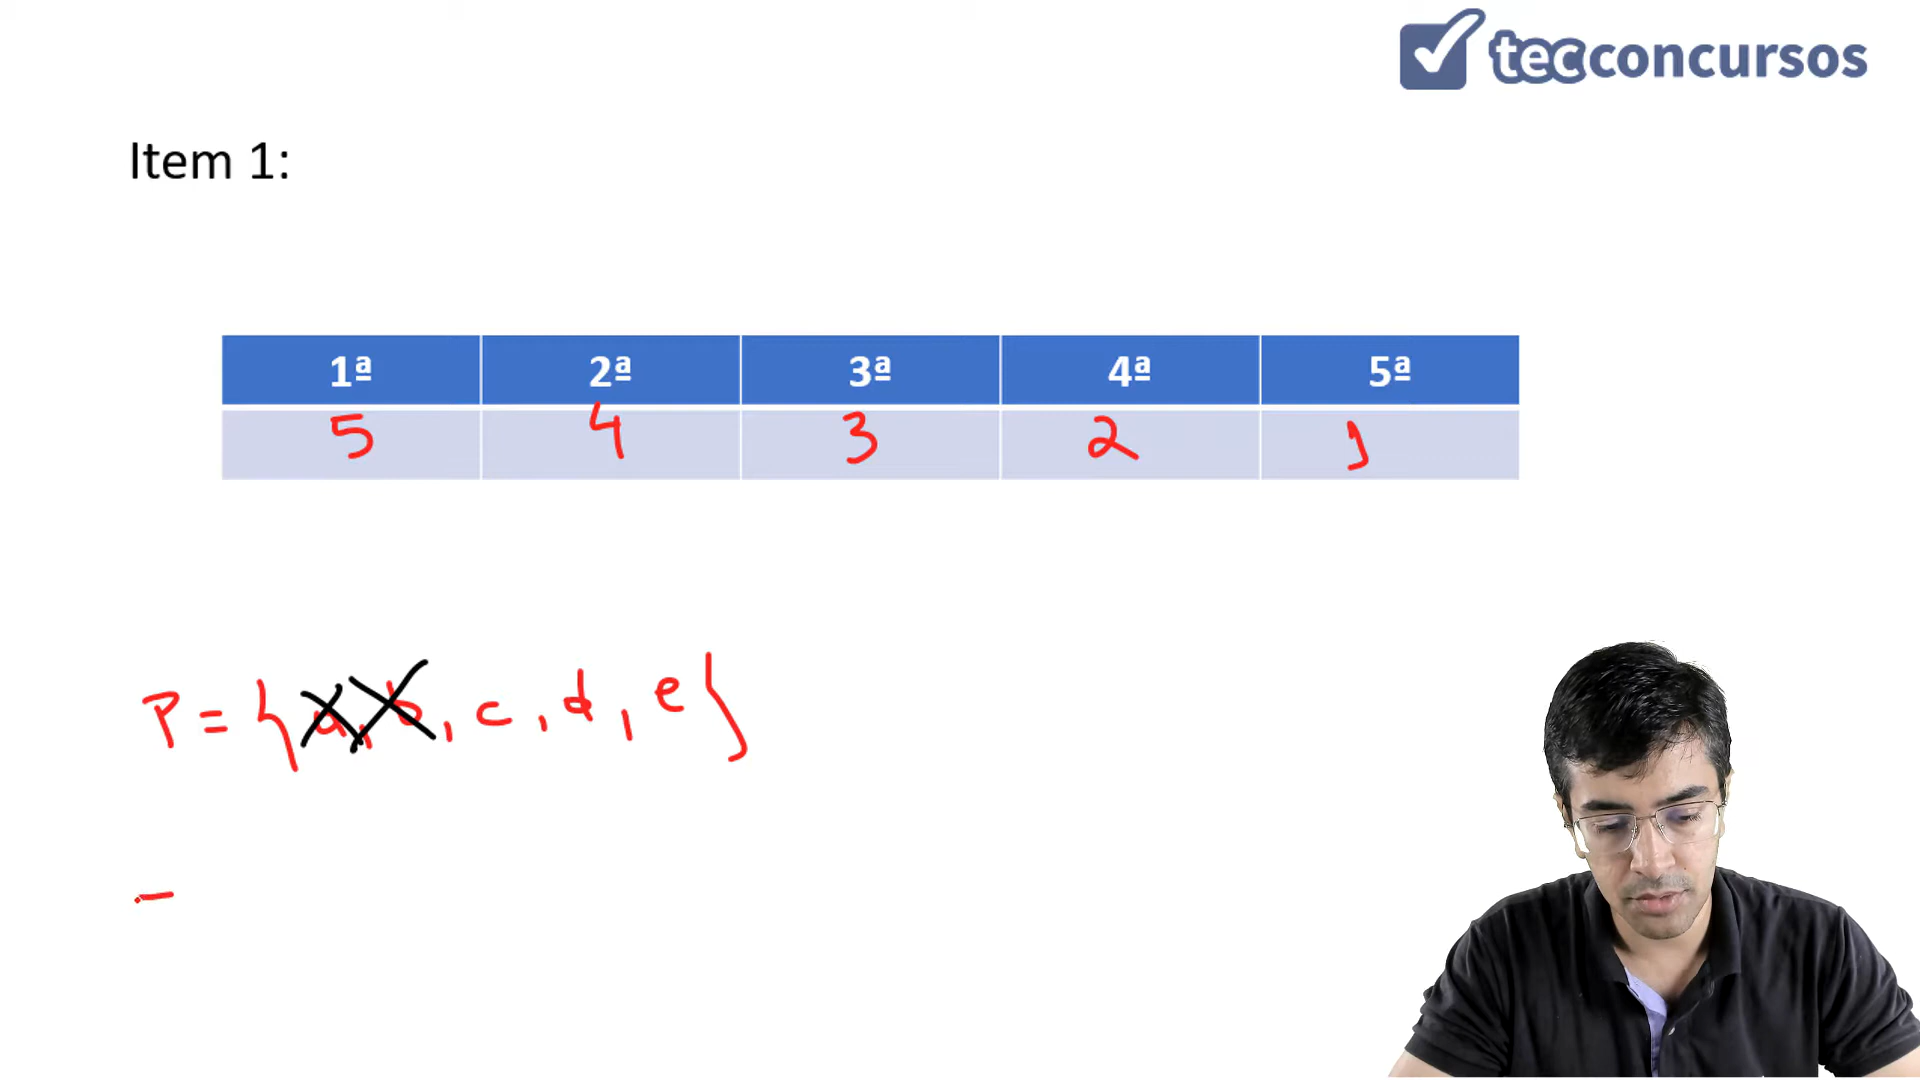 tecconcursos
Item 1:
1ª 2ª 3ª 4ª 5ª
5 4 3 2 1
P = { a, b, c, d, e }